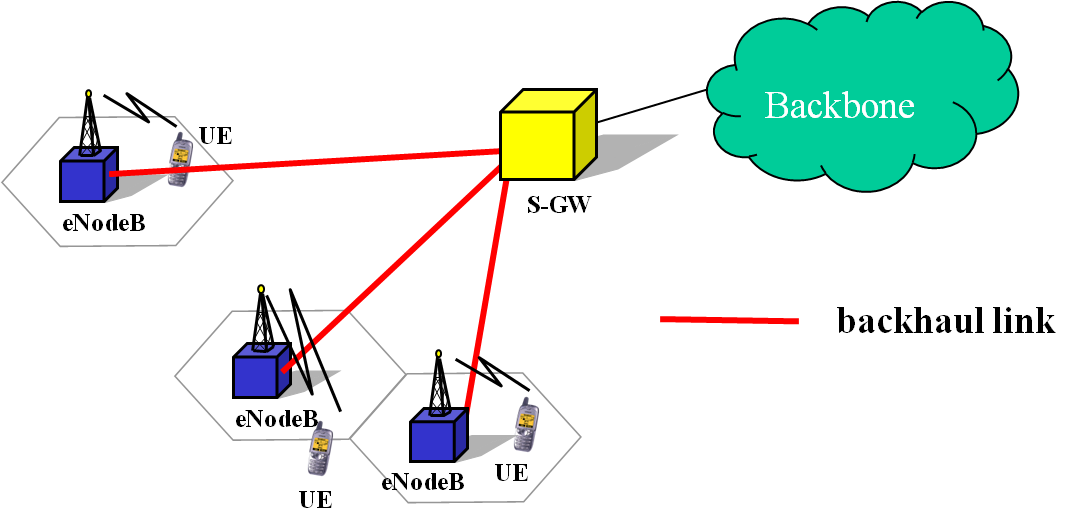 Backbone
UE
eNodeB
S-GW
backhaul link
eNodeB
UE
eNodeB
UE